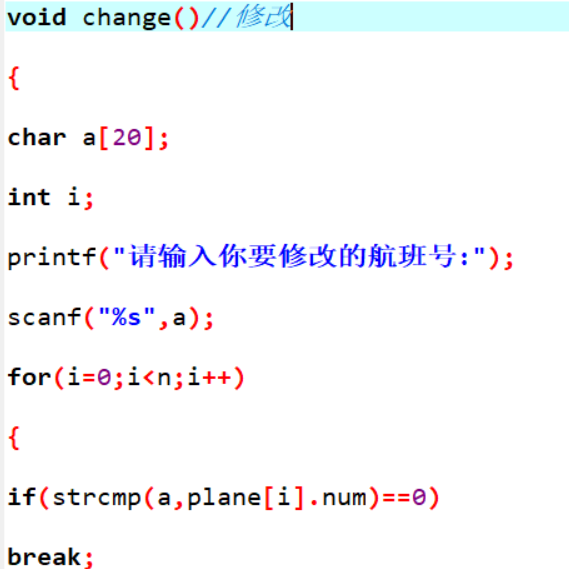 void change()//修改
{
char a[20];
int i;
printf("请输入你要修改的航班号:");
scanf("%s",a);
for(i=0;i<n;i++)
{
if(strcmp(a,plane[i].num)==0)
break;